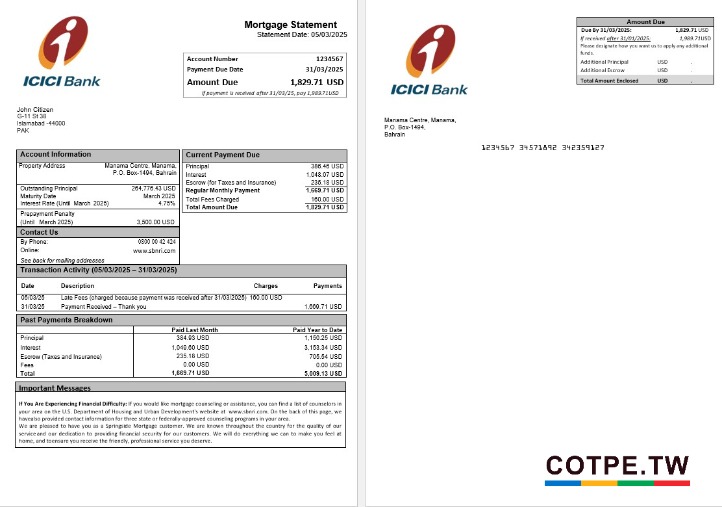 Mortgage Statement
Statement Date: 05/03/2025
ICICI Bank
Account Number 1234567
Payment Due Date 31/03/2025
Amount Due 1,829.71 USD
If payment is received after 31/03/25, pay 1,989.71USD
John Citizen
G-11 St 38
Islamabad -44000
PAK
Account Information
Property Address Manama Centre, Manama,
P.O. Box-1494, Bahrain
Outstanding Principal 264,776.43 USD
Maturity Date March 2025
Interest Rate (Until March 2025) 4.75%
Prepayment Penalty
(Until March 2025) 3,500.00 USD
Contact Us
By Phone: 0800 00 42 424
Online: www.sbnri.com
See back for mailing addresses
Current Payment Due
Principal 386.46 USD
Interest 1,048.07 USD
Escrow (for Taxes and Insurance) 235.18 USD
Regular Monthly Payment 1,669.71 USD
Total Fees Charged 160.00 USD
Total Amount Due 1,829.71 USD
Transaction Activity (05/03/2025 – 31/03/2025)
Date Description Charges Payments
05/03/25 Late Fees (charged because payment was received after 31/03/2025) 160.00 USD
31/03/25 Payment Received – Thank you 1,669.71 USD
Past Payments Breakdown
Paid Last Month Paid Year to Date
Principal 384.93 USD 1,150.25 USD
Interest 1,049.60 USD 3,153.34 USD
Escrow (Taxes and Insurance) 235.18 USD 705.54 USD
Fees 0.00 USD 0.00 USD
Total 1,669.71 USD 5,009.13 USD
Important Messages
If You Are Experiencing Financial Difficulty: If you would like mortgage counseling or assistance, you can find a list of counselors in
your area on the U.S. Department of Housing and Urban Development's website at. www.sbnri.com. On the back of this page, we
have also provided contact information for three state or federally approved counseling programs in your area.
We are pleased to have you as a Springside Mortgage customer. We are known throughout the country for the quality of our
service and our dedication to providing financial security for our customers. We will do everything we can to make you feel at
home, and to ensure you receive the friendly, professional service you deserve.
ICICI Bank
Amount Due
Due By 31/03/2025: 1,829.71 USD
If received after 31/03/2025: 1,989.71USD
Please designate how you want us to apply any additional
funds.
Additional Principal USD .
Additional Escrow USD .
Total Amount Enclosed USD .
Manama Centre, Manama,
P.O. Box-1494,
Bahrain
1234567 34571892 342359127
COTPE.TW